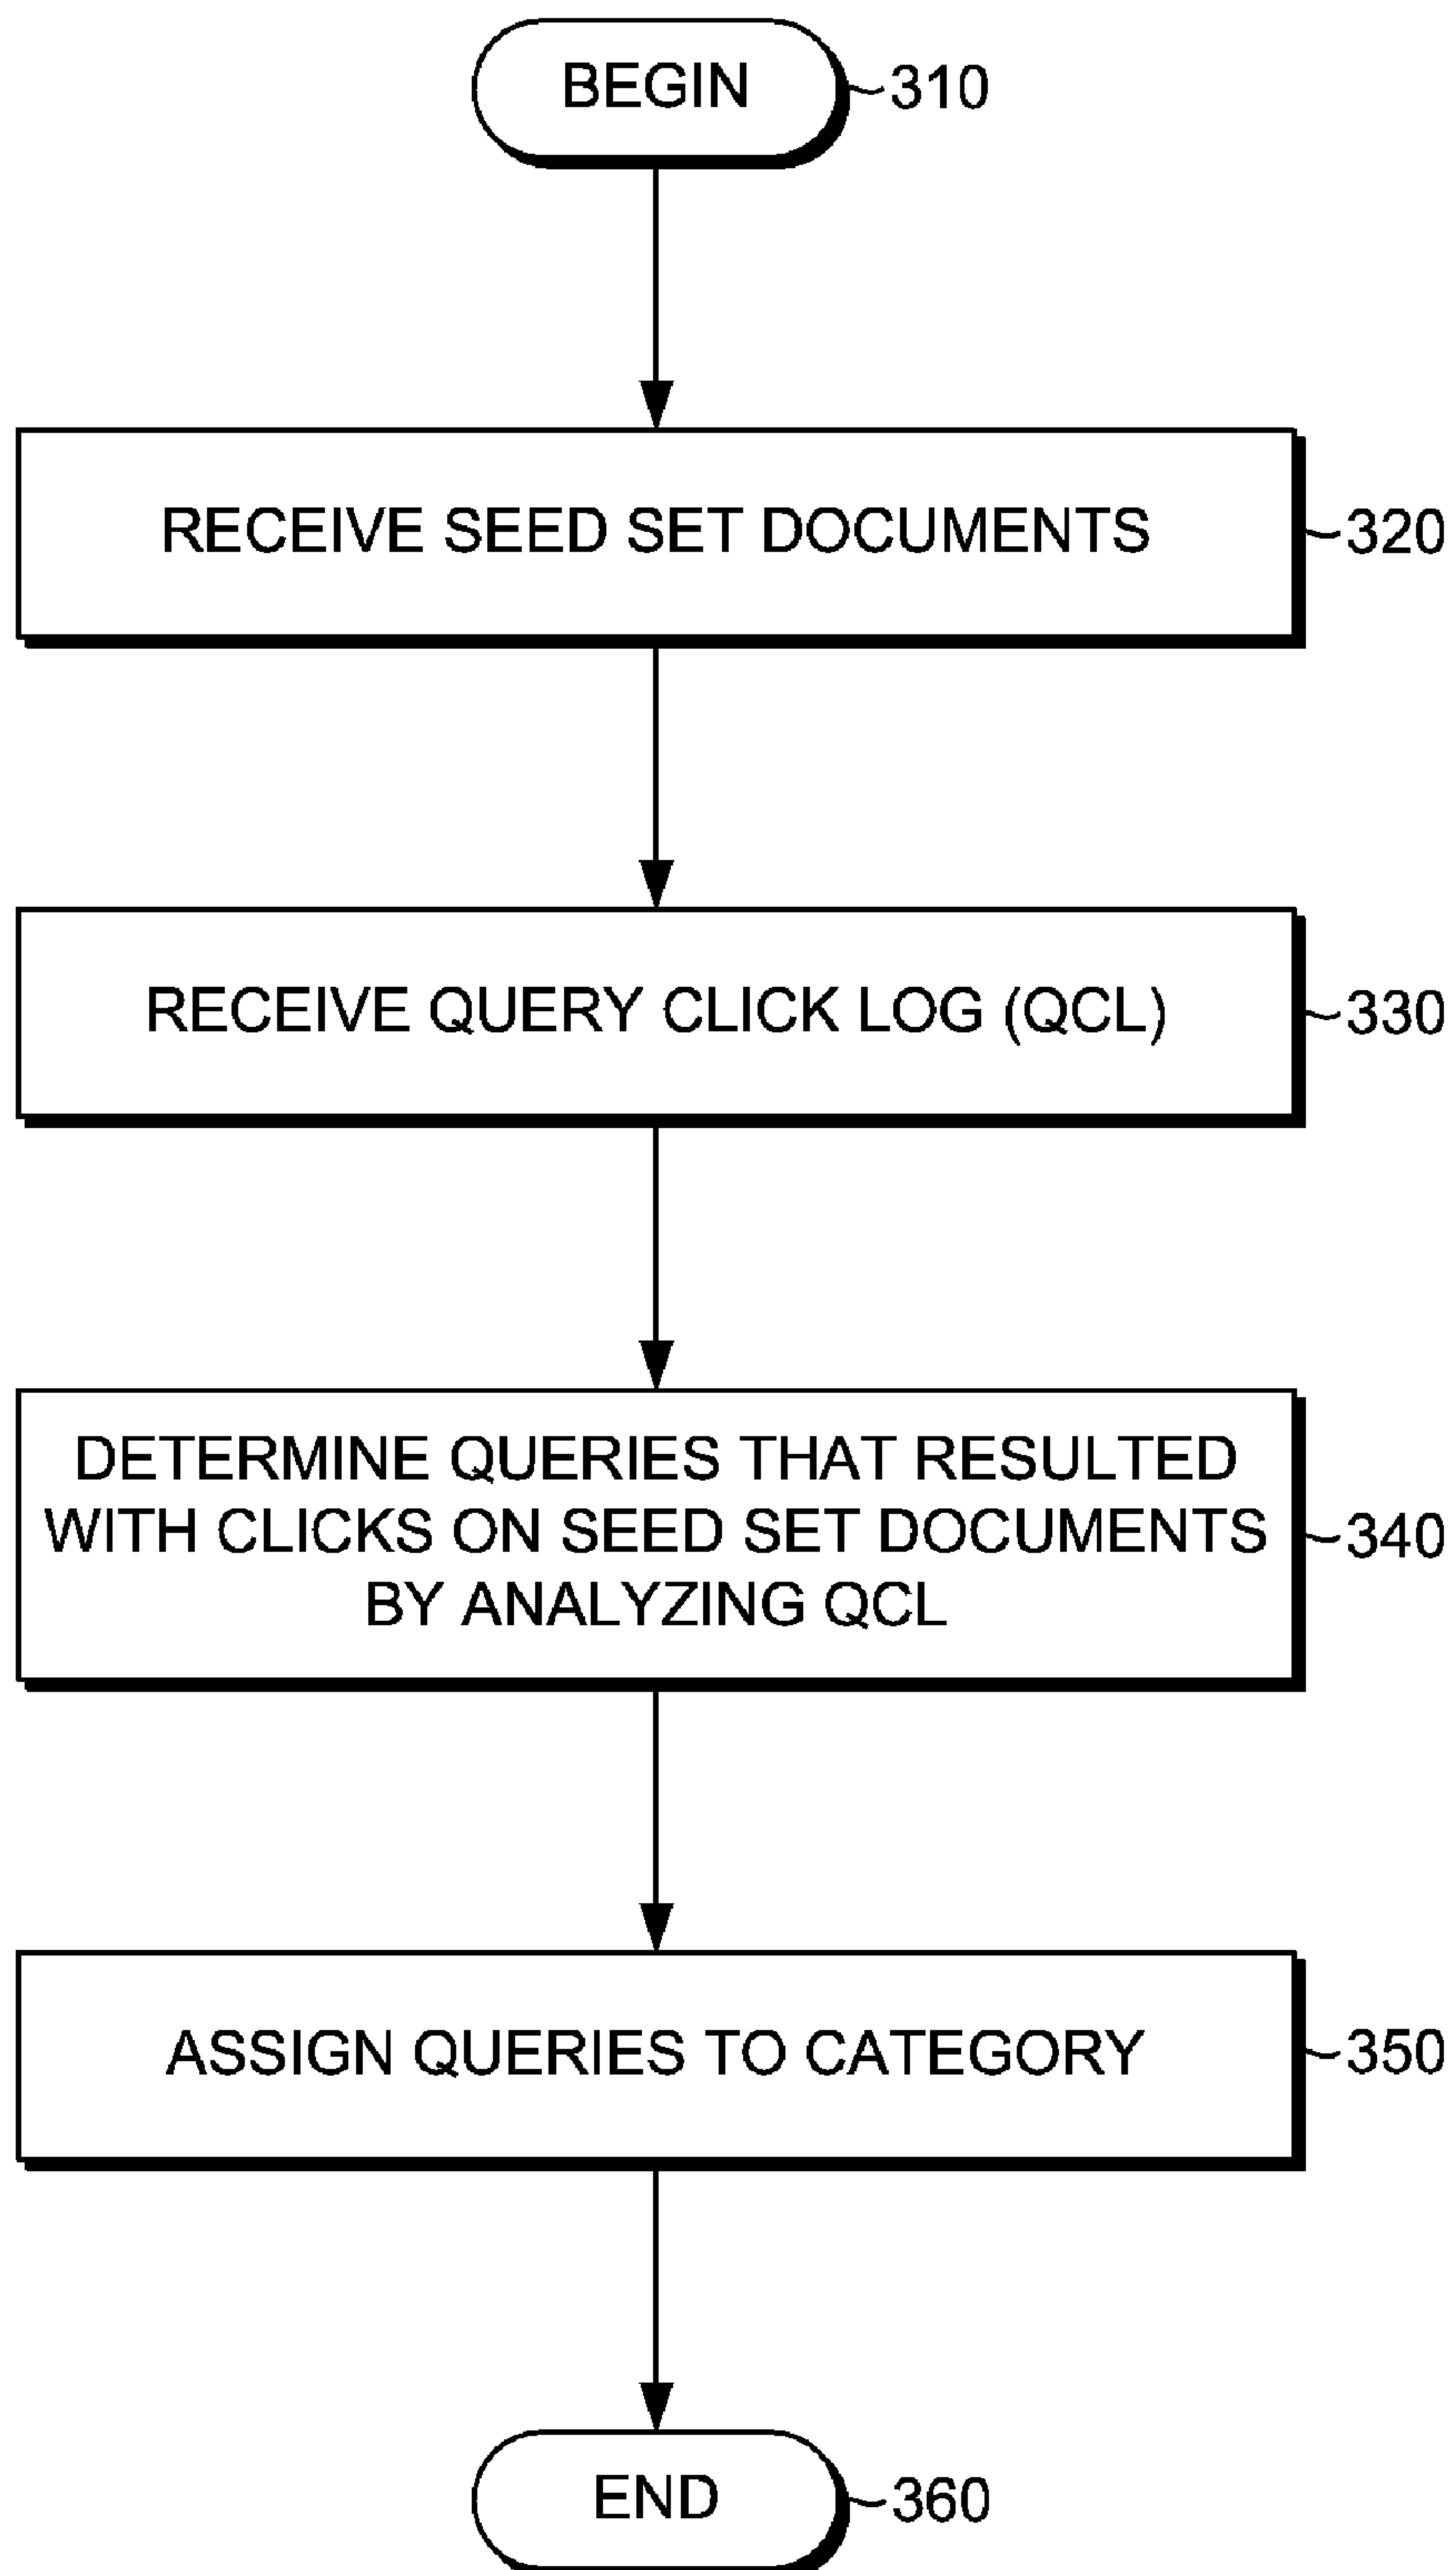 BEGIN
310
RECEIVE SEED SET DOCUMENTS
320
RECEIVE QUERY CLICK LOG (QCL)
330
DETERMINE QUERIES THAT RESULTED
WITH CLICKS ON SEED SET DOCUMENTS
BY ANALYZING QCL
340
ASSIGN QUERIES TO CATEGORY
350
END
360